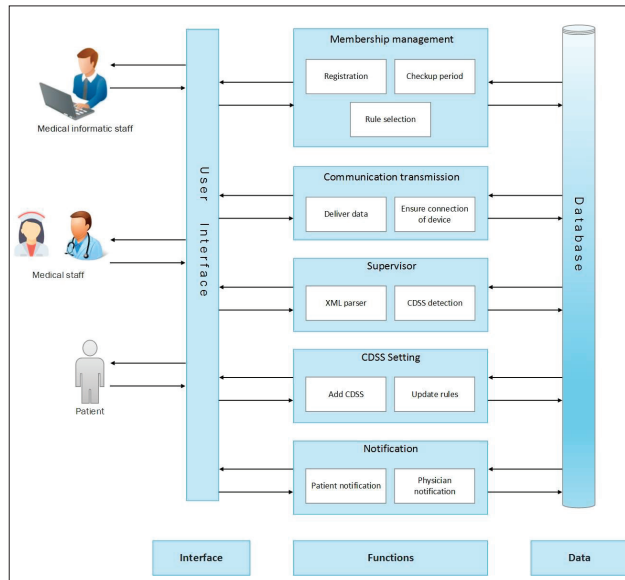 Membership management
Registration
Checkup period
Rule selection
Medical informatic staff
User Interface
Communication transmission
Deliver data
Ensure connection
of device
Medical staff
Database
Supervisor
XML parser
CDSS detection
CDSS Setting
Add CDSS
Update rules
Patient
Notification
Patient notification
Physician
notification
Interface
Functions
Data